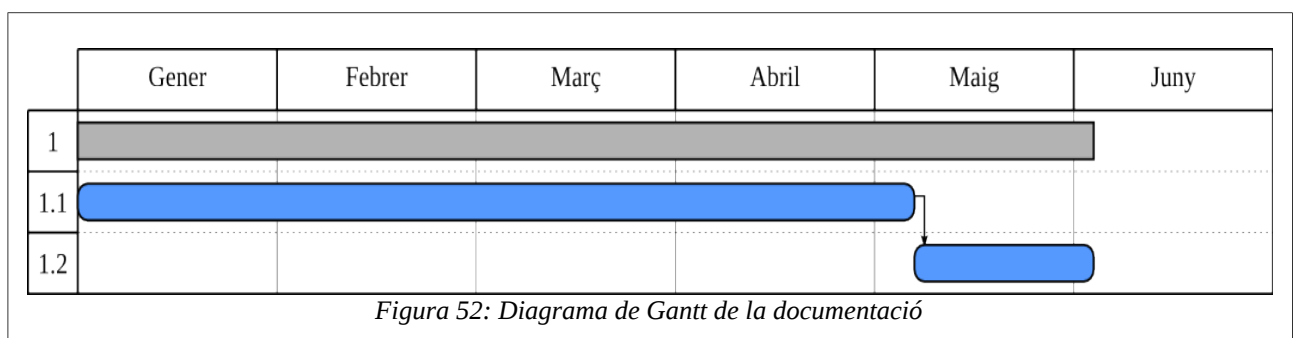 Gener Febrer Març Abril Maig Juny
1
1.1
1.2
Figura 52: Diagrama de Gantt de la documentació